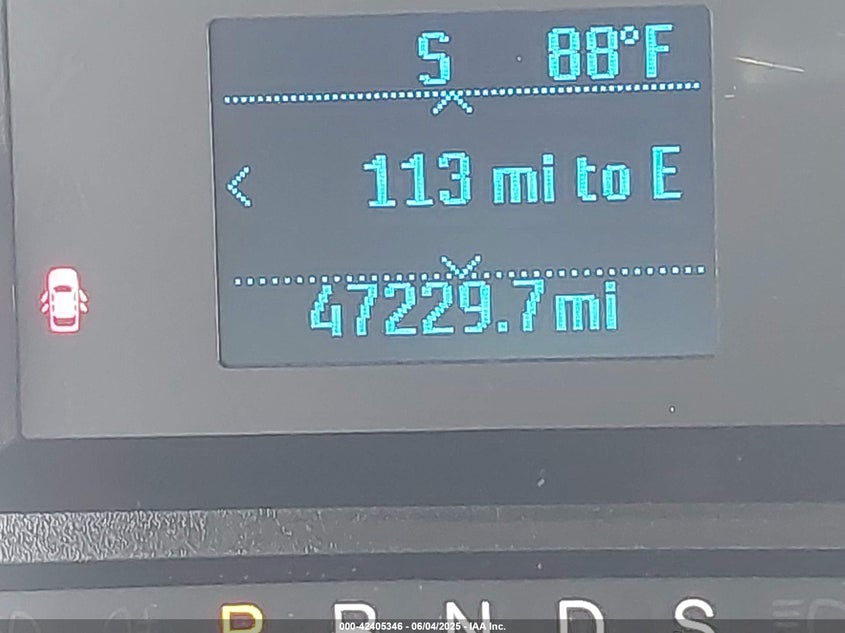 S 88°F
< 113 mi to E
47229.7 mi
P R N D S
000-42405346 - 06/04/2025 - IAA Inc.